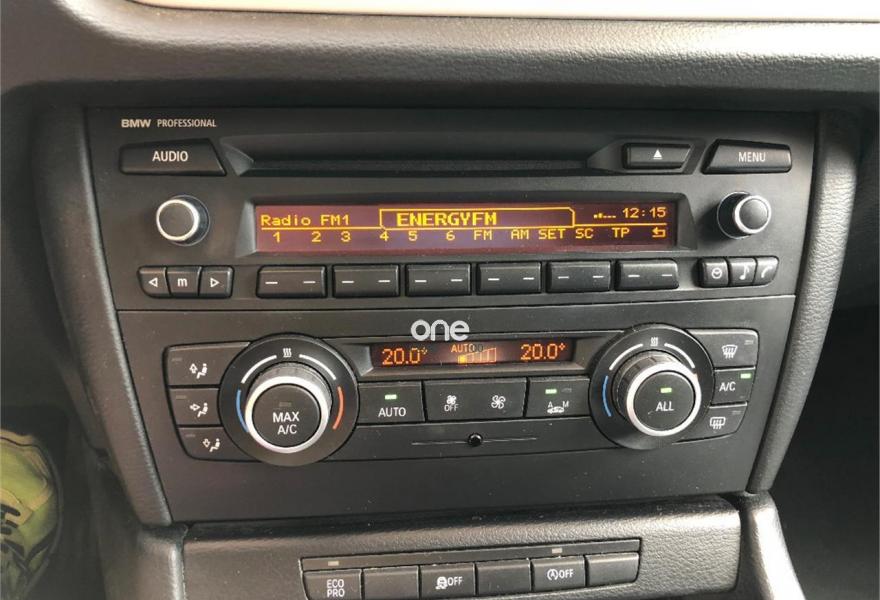 BMW PROFESSIONAL
AUDIO
MENU
Radio FM1 ENERGYFM 12:15
1 2 3 4 5 6 FM AM SET SC TP
m
one
20.0° AUTO 20.0°
MAX A/C
AUTO
OFF
A M
ALL
A/C
ECO PRO
OFF
A OFF